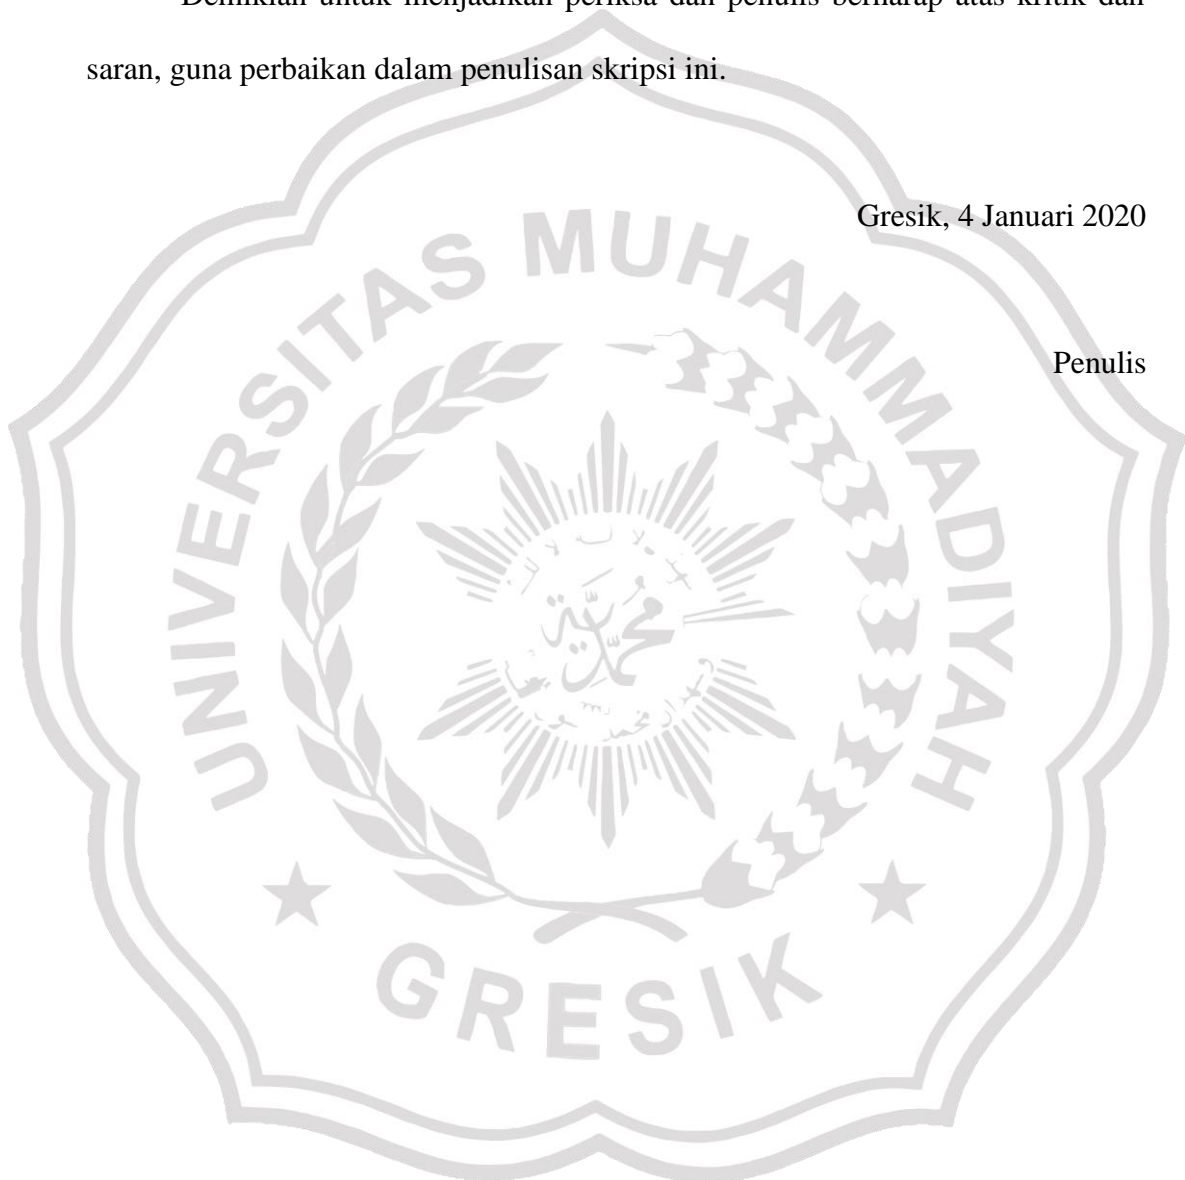 Demikian untuk menjadikan periksa dan penulis berharap atas kritik dan
saran, guna perbaikan dalam penulisan skripsi ini.
Gresik, 4 Januari 2020
Penulis
UNIVERSITAS MUHAMMADIYAH
GRESIK
محمدية